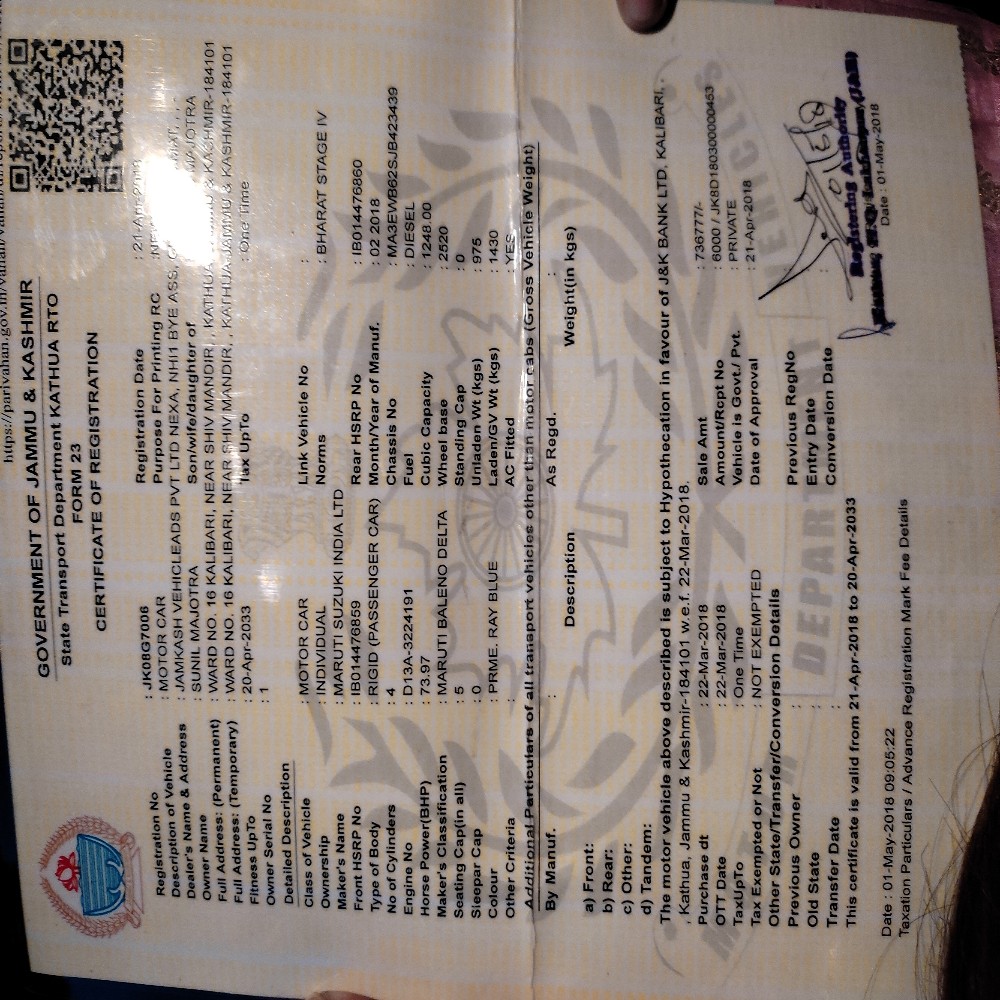 https://parivahan.gov.in/vahan/
GOVERNMENT OF JAMMU & KASHMIR
State Transport Department KATHUA RTO
FORM 23
CERTIFICATE OF REGISTRATION
Registration No : JK08G7006 Registration Date
Description of Vehicle : MOTOR CAR Purpose For Printing RC
Dealer's Name & Address : JAMKASH VEHICLEADS PVT LTD NEXA, NHI1 BYE ASS,
Owner Name : SUNIL MAJOTRA Son/wife/daughter of MAJOTRA
Full Address: (Permanent) : WARD NO. 16 KALIBARI, NEAR SHIV MANDIR, , KATHUA, & KASHMIR-184101
Full Address: (Temporary) : WARD NO. 16 KALIBARI, NEAR SHIV MANDIR, , KATHUA, JAMMU & KASHMIR-184101
Fitness UpTo : 20-Apr-2033 Tax UpTo : One Time
Owner Serial No : 1
Detailed Description
Class of Vehicle : MOTOR CAR Link Vehicle No :
Ownership : INDIVIDUAL Norms : BHARAT STAGE IV
Maker's Name : MARUTI SUZUKI INDIA LTD
Front HSRP No : IB014476859 Rear HSRP No : IB014476860
Type of Body : RIGID (PASSENGER CAR) Month/Year of Manuf. : 02 2018
No of Cylinders : 4 Chassis No : MA3EWB62SJB423439
Engine No : D13A-3224191 Fuel : DIESEL
Horse Power(BHP) : 73.97 Cubic Capacity : 1248.00
Maker's Classification : MARUTI BALENO DELTA Wheel base : 2520
Seating Cap(in all) : 5 Standing Cap : 0
Sleepar Cap : 0 Unladen Wt (kgs) : 975
Colour : PRME. RAY BLUE Laden/GV Wt (kgs) : 1430
Other Criteria : AC Fitted : YES
Additional Particulars of all transport vehicles other than motor cabs (Gross Vehicle Weight)
By Manuf. : As Regd. :
Description Weight(in kgs)
a) Front:
b) Rear:
c) Other:
d) Tandem:
The motor vehicle above described is subject to Hypothecation in favour of J&K BANK LTD, KALIBARI,
, Kathua, Jammu & Kashmir-184101 w.e.f. 22-Mar-2018.
Purchase dt : 22-Mar-2018 Sale Amt : 736777/-
OTT Date : 22-Mar-2018 Amount/Rcpt No : 6000 / JK8D180300000453
TaxUpTo : One Time Vehicle is Govt./ Pvt. : PRIVATE
Tax Exempted or Not : NOT EXEMPTED Date of Approval : 21-Apr-2018
Other State/Transfer/Conversion Details
Previous Owner : Previous RegNo
Old State : Entry Date
Transfer Date : Conversion Date :
This certificate is valid from 21-Apr-2018 to 20-Apr-2033
Registering Authority
Date : 01-May-2018
Date : 01-May-2018 09:05:22
Taxation Particulars / Advance Registration Mark Fee Details
MOTOR VEHICLES
DEPARTMENT